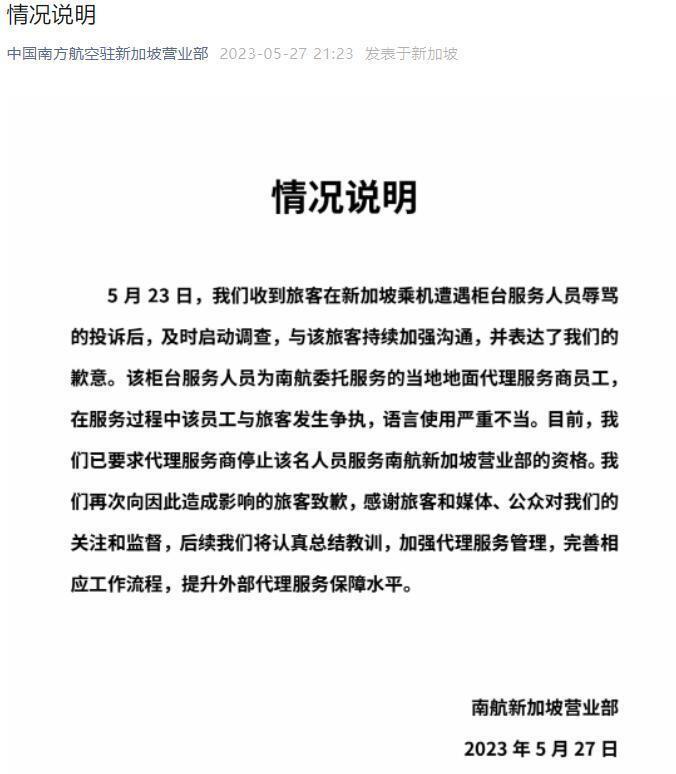 情况说明
中国南方航空驻新加坡营业部 2023-05-27 21:23 发表于新加坡
情况说明
5 月 23 日，我们收到旅客在新加坡乘机遭遇柜台服务人员辱骂
的投诉后，及时启动调查，与该旅客持续加强沟通，并表达了我们的
歉意。该柜台服务人员为南航委托服务的当地地面代理服务商员工，
在服务过程中该员工与旅客发生争执，语言使用严重不当。目前，我
们已要求代理服务商停止该名人员服务南航新加坡营业部的资格。我
们再次向因此造成影响的旅客致歉，感谢旅客和媒体、公众对我们的
关注和监督，后续我们将认真总结教训，加强代理服务管理，完善相
应工作流程，提升外部代理服务保障水平。
南航新加坡营业部
2023 年 5 月 27 日